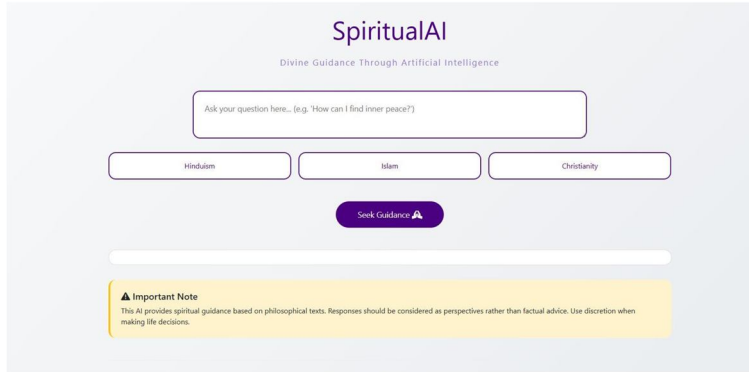 SpiritualAI
Divine Guidance Through Artificial Intelligence
Ask your question here... (e.g. 'How can I find inner peace?')
Hinduism
Islam
Christianity
Seek Guidance
Important Note
This AI provides spiritual guidance based on philosophical texts. Responses should be considered as perspectives rather than factual advice. Use discretion when
making life decisions.